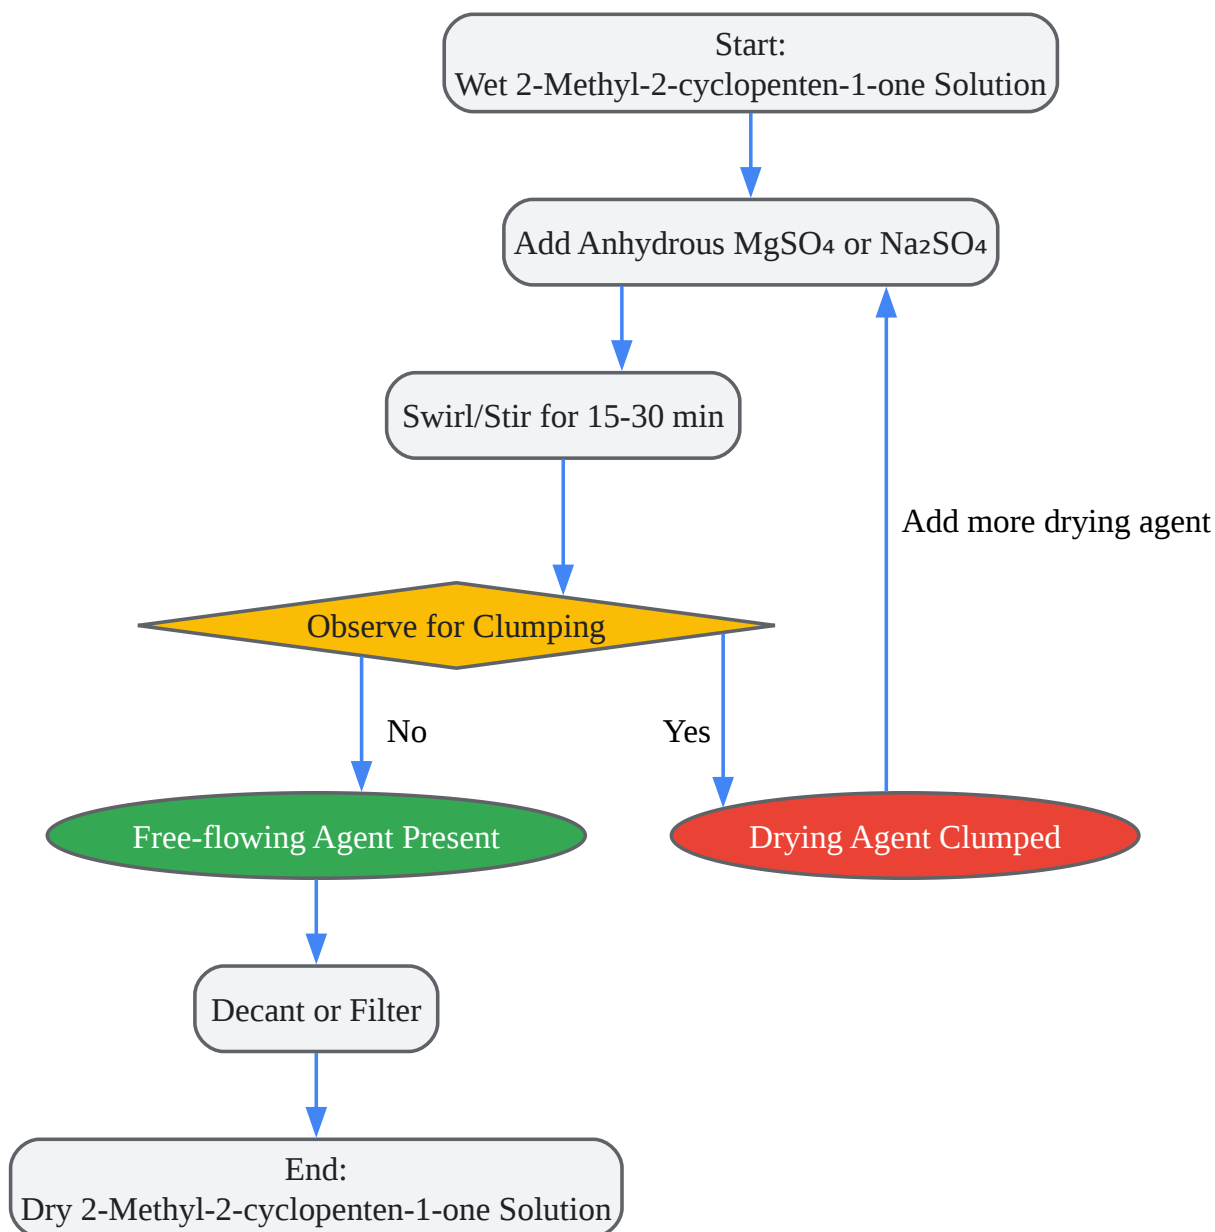 Start:
Wet 2-Methyl-2-cyclopenten-1-one Solution
Add Anhydrous MgSO₄ or Na₂SO₄
Swirl/Stir for 15-30 min
Add more drying agent
Observe for Clumping
No
Yes
Free-flowing Agent Present
Drying Agent Clumped
Decant or Filter
End:
Dry 2-Methyl-2-cyclopenten-1-one Solution